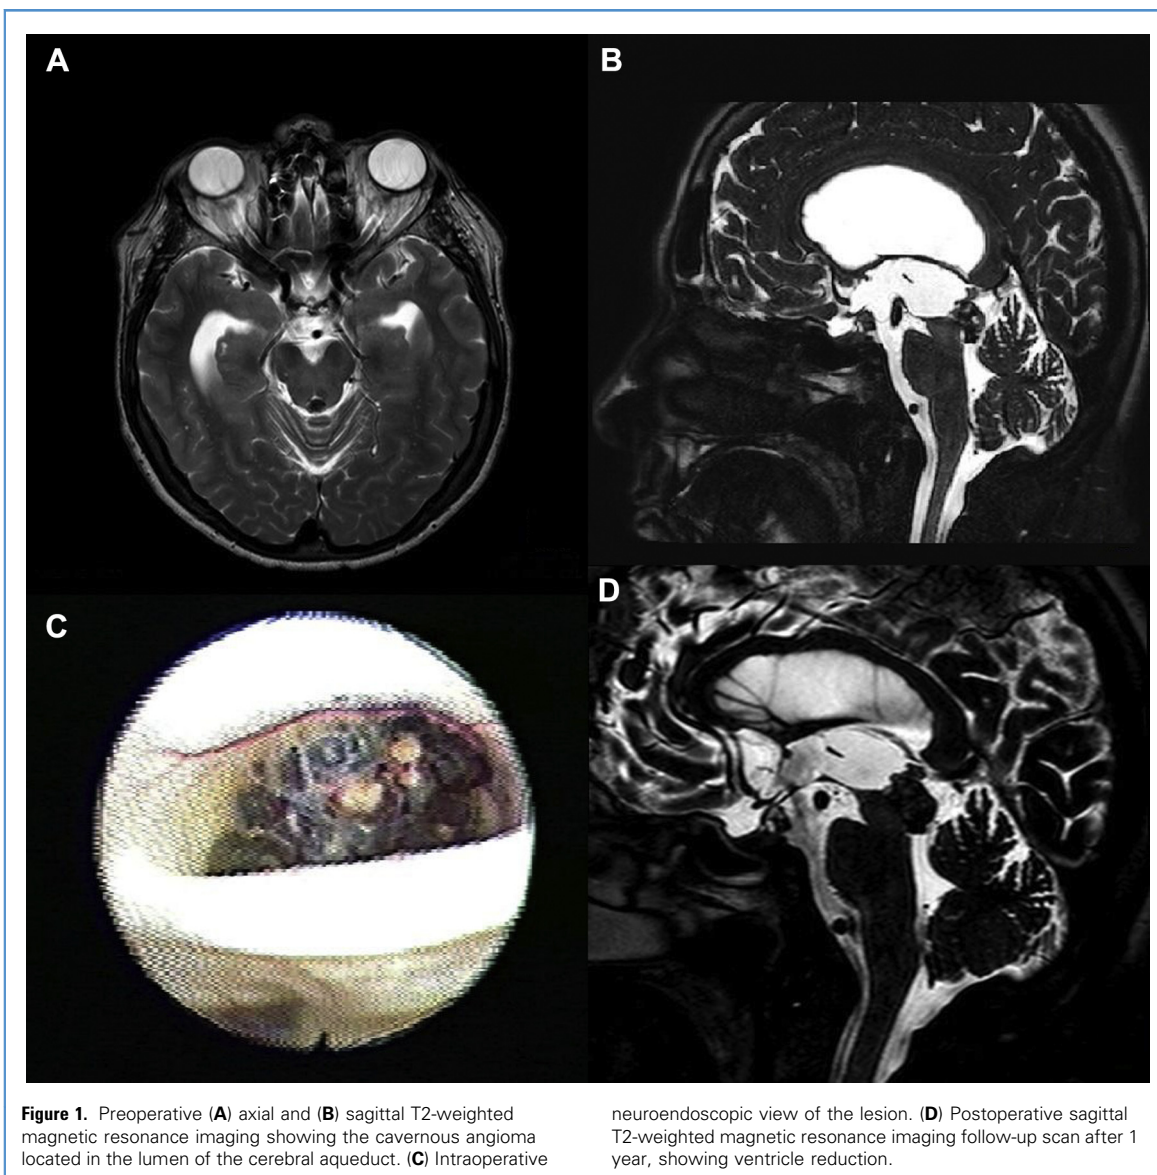 A
B
C
D
Figure 1. Preoperative (A) axial and (B) sagittal T2-weighted
magnetic resonance imaging showing the cavernous angioma
located in the lumen of the cerebral aqueduct. (C) Intraoperative
neuroendoscopic view of the lesion. (D) Postoperative sagittal
T2-weighted magnetic resonance imaging follow-up scan after 1
year, showing ventricle reduction.